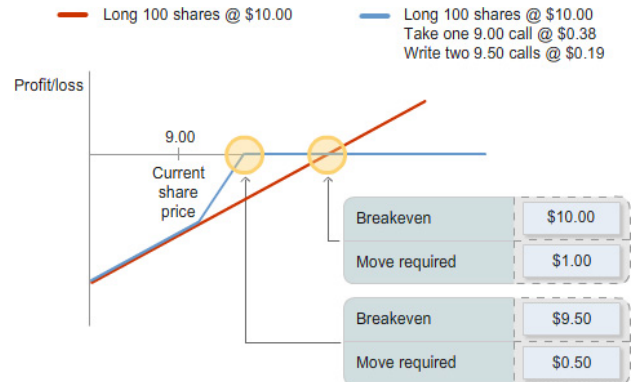 Long 100 shares @ $10.00
Long 100 shares @ $10.00
Take one 9.00 call @ $0.38
Write two 9.50 calls @ $0.19
Profit/loss
9.00
Current
share
price
Breakeven $10.00
Move required $1.00
Breakeven $9.50
Move required $0.50